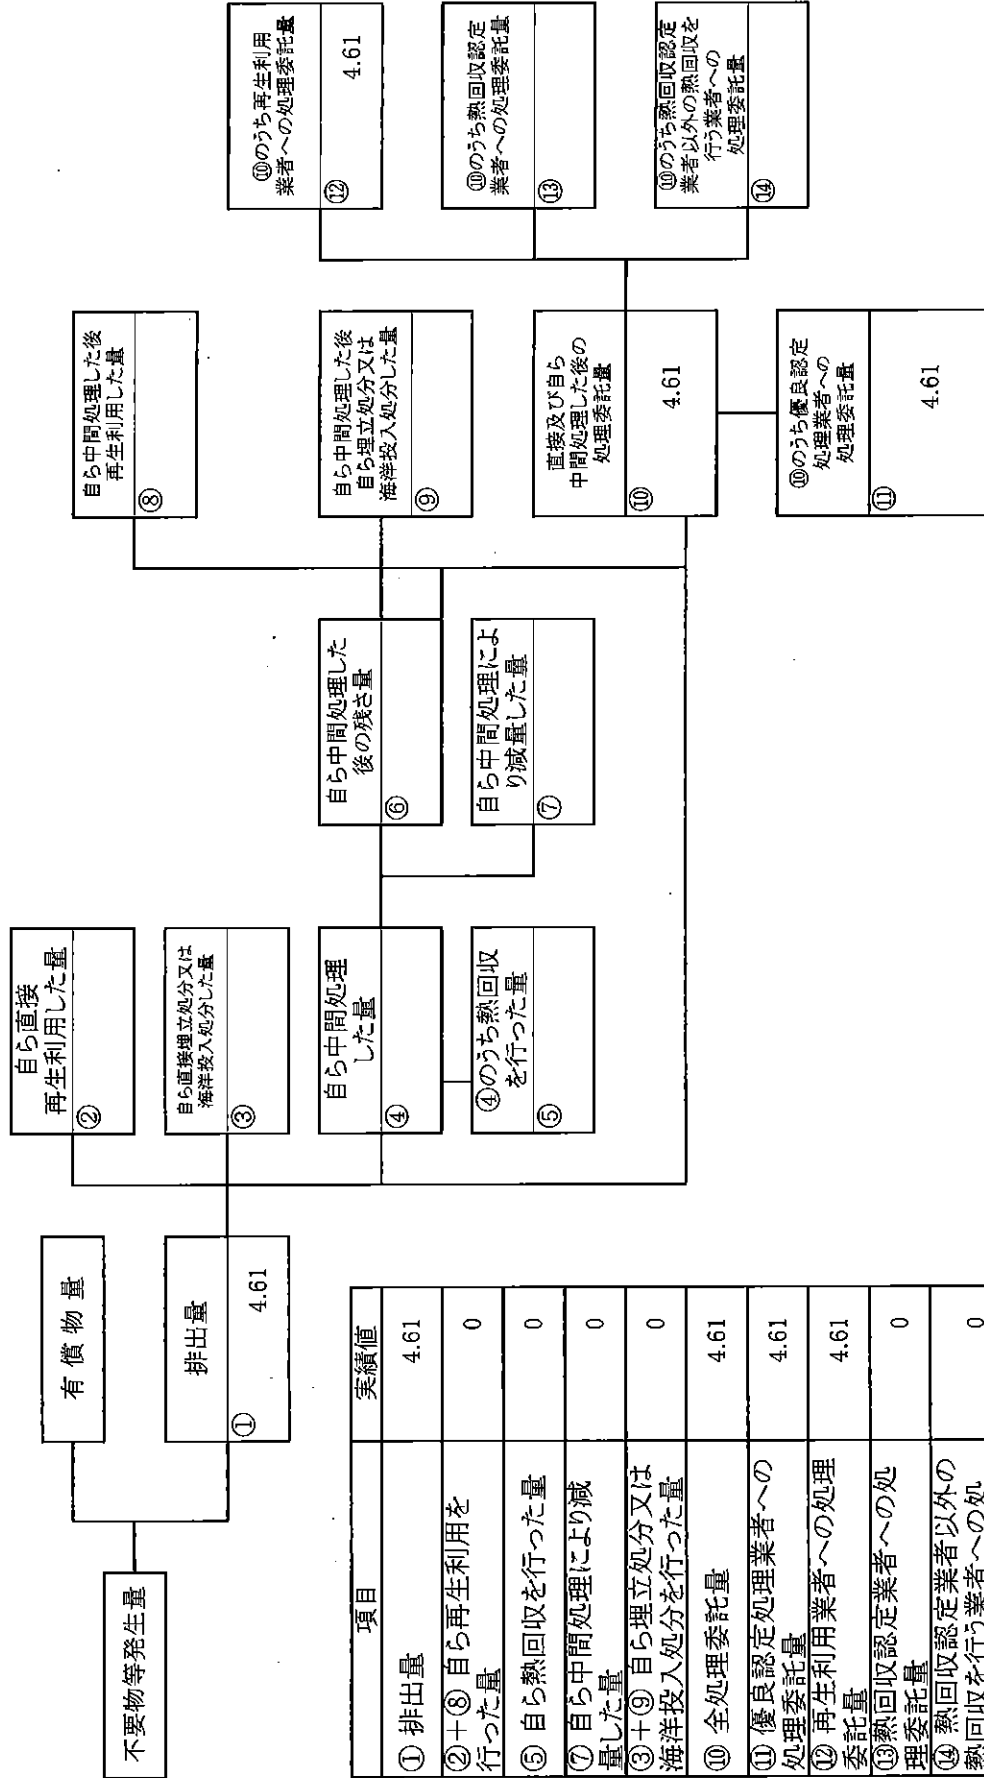 不要物等発生量
有償物量
排出量
①
4.61
自ら直接
再生利用した量
②
自ら直接埋立処分又は
海洋投入処分した量
③
自ら中間処理
した量
④
④のうち熱回収
を行った量
⑤
自ら中間処理した
後の残さ量
⑥
自ら中間処理によ
り減量した量
⑦
自ら中間処理した後
再生利用した量
⑧
自ら中間処理した後
自ら埋立処分又は
海洋投入処分した量
⑨
直接及び自ら
中間処理した後の
処理委託量
⑩
4.61
⑩のうち優良認定
処理業者への
処理委託量
⑪
4.61
⑩のうち再生利用
業者への処理委託量
⑫
4.61
⑩のうち熱回収認定
業者への処理委託量
⑬
⑩のうち熱回収認定
業者以外の熱回収を
行う業者への
処理委託量
⑭
項目 実績値
①排出量 4.61
②+⑧ 自ら再生利用を
行った量 0
⑤ 自ら熱回収を行った量 0
⑦ 自ら中間処理により減
量した量 0
③+⑨ 自ら埋立処分又は
海洋投入処分を行った量 0
⑩ 全処理委託量 4.61
⑪ 優良認定処理業者への
処理委託量 4.61
⑫ 再生利用業者への処理
委託量 4.61
⑬熱回収認定業者への処
理委託量 0
⑭ 熱回収認定業者以外の
熱回収を行う業者への処 0